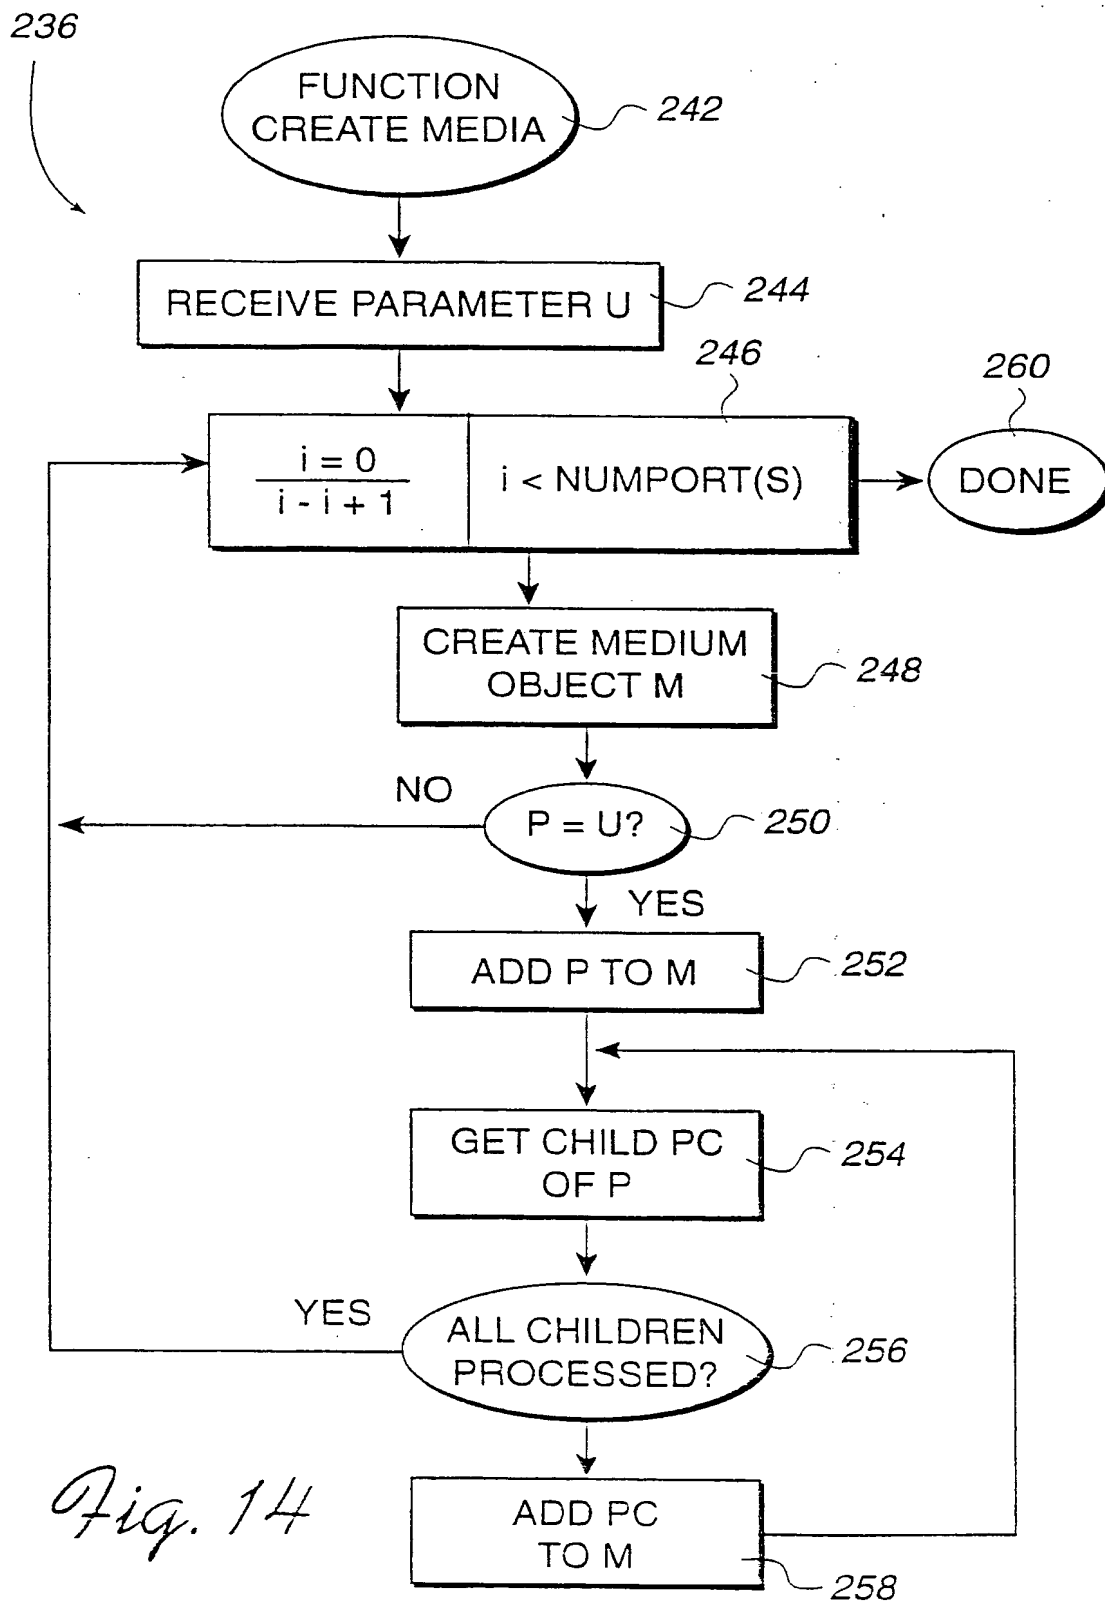 236
FUNCTION
CREATE MEDIA
242
RECEIVE PARAMETER U
244
246
260
i = 0
i - i + 1
i < NUMPORT(S)
DONE
CREATE MEDIUM
OBJECT M
248
NO
P = U?
250
YES
ADD P TO M
252
GET CHILD PC
OF P
254
YES
ALL CHILDREN
PROCESSED?
256
ADD PC
TO M
258
Fig. 14